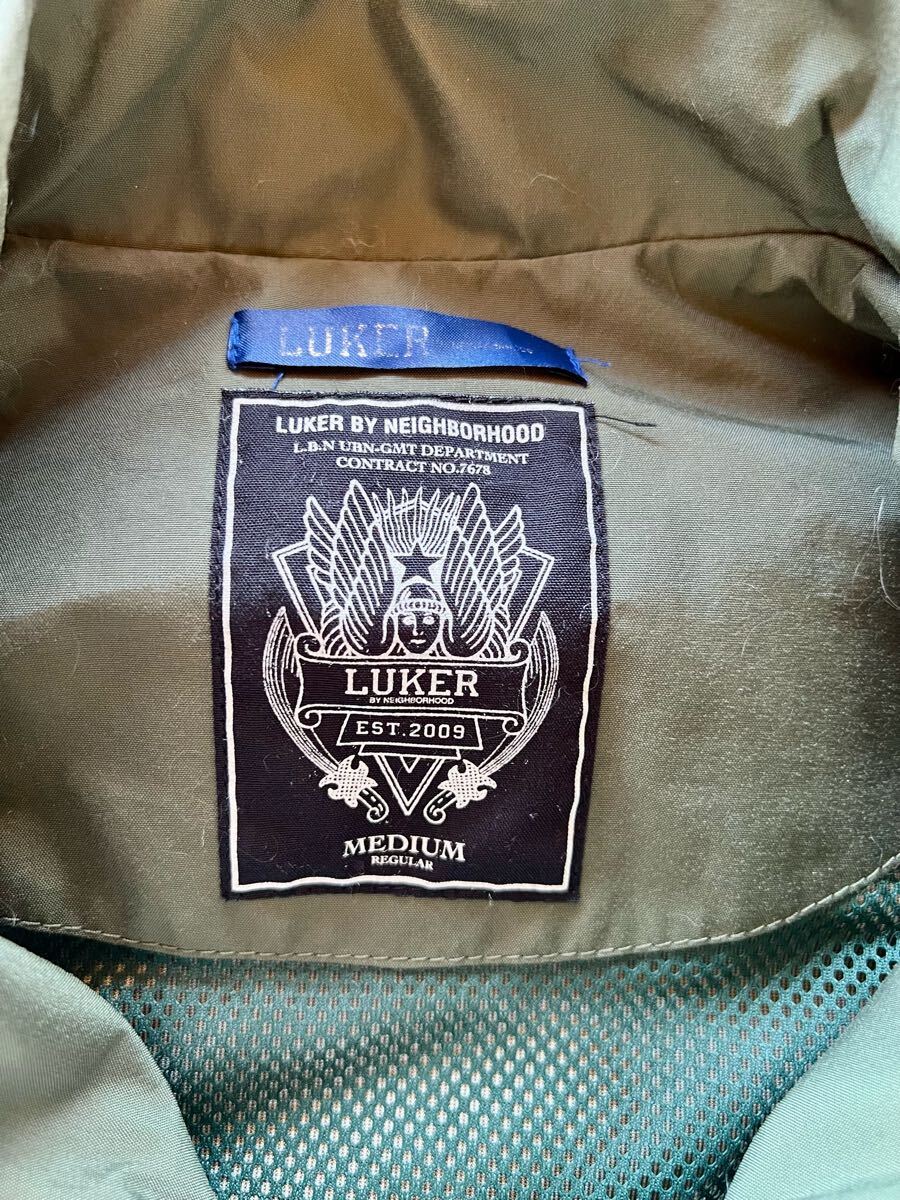 LUKER
LUKER BY NEIGHBORHOOD
L.B.N UBN-GMT DEPARTMENT
CONTRACT NO.7678
LUKER
BY NEIGHBORHOOD
EST.2009
MEDIUM
REGULAR